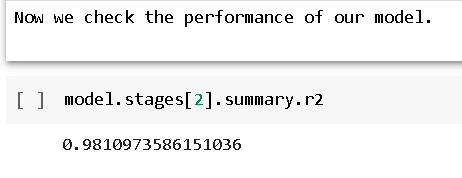 Now we check the performance of our model.
[ ] model.stages[2].summary.r2
0.9810973586151036